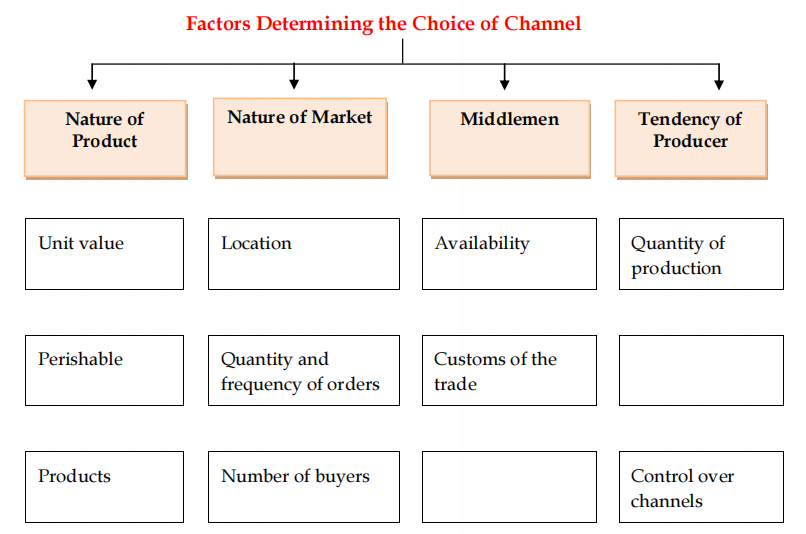 Factors Determining the Choice of Channel
Nature of
Product
Nature of Market
Middlemen
Tendency of
Producer
Unit value
Location
Availability
Quantity of
production
Perishable
Quantity and
frequency of orders
Customs of the
trade
Products
Number of buyers
Control over
channels